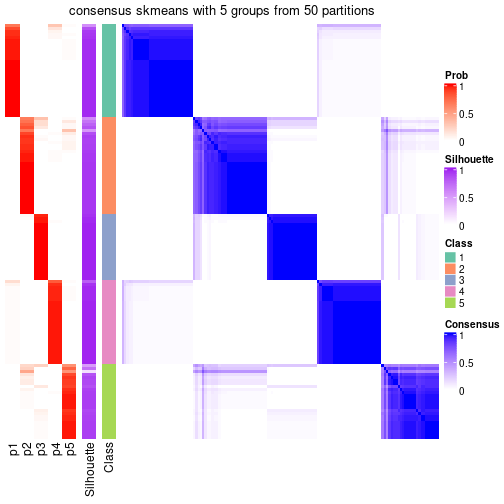 consensus skmeans with 5 groups from 50 partitions
Prob
1
0.5
0
Silhouette
1
0.5
0
Class
1
2
3
4
5
Consensus
1
0.5
0
p1
p2
p3
p4
p5
Silhouette
Class